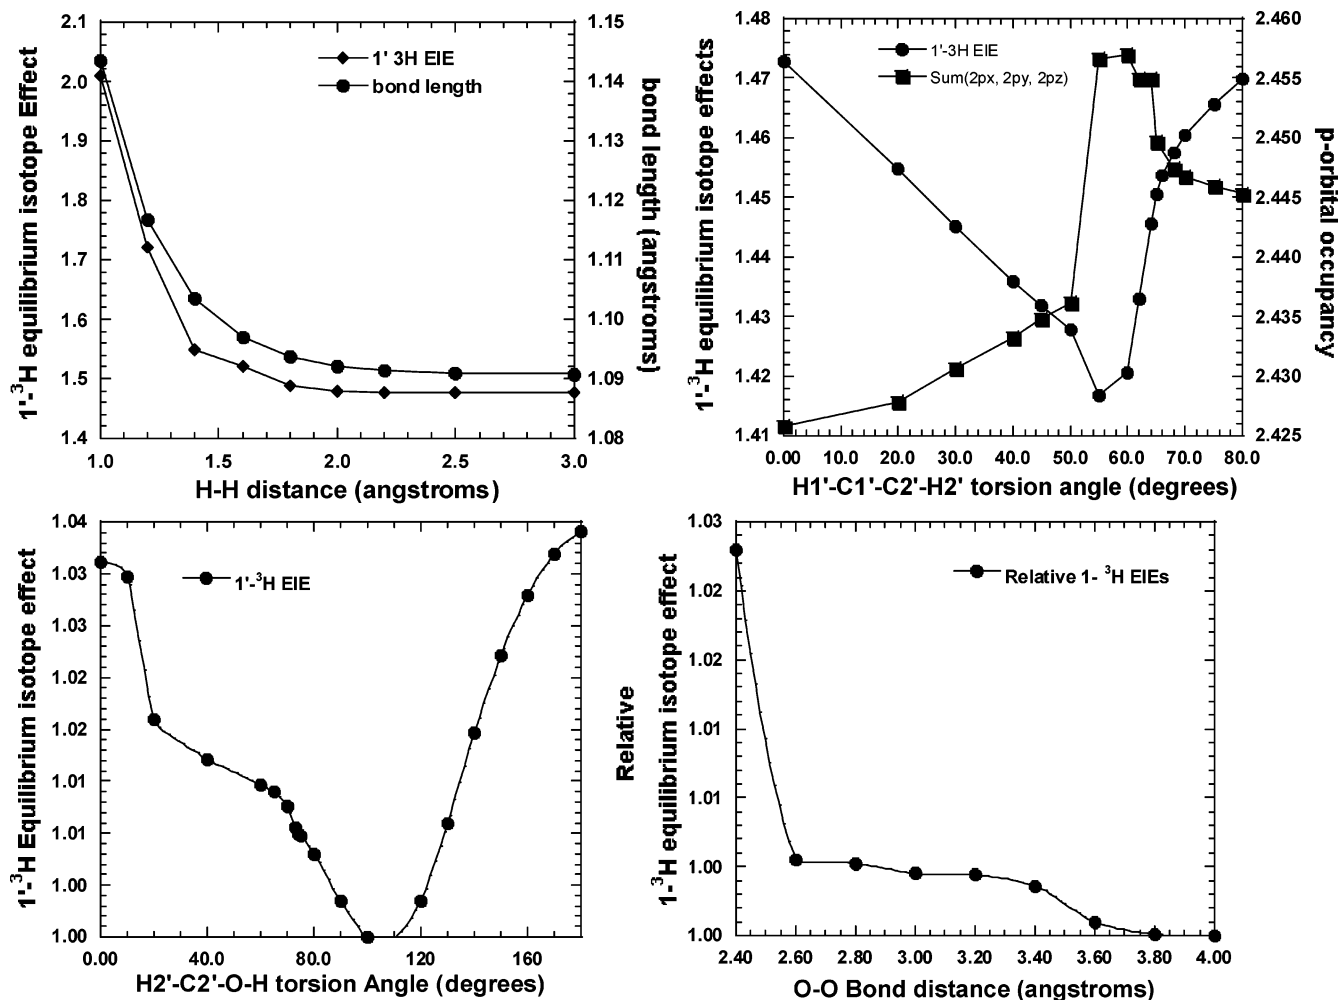 2.1
2.0
1.9
1.8
1.7
1.6
1.5
1.4
1'-³H equilibrium isotope Effect
1' 3H EIE
bond length
1.15
1.14
1.13
1.12
1.11
1.10
1.09
1.08
bond length (angstroms)
1.0 1.5 2.0 2.5 3.0
H-H distance (angstroms)
1.48
1.47
1.46
1.45
1.44
1.43
1.42
1.41
1'-³H equilibrium isotope effects
1'-3H EIE
Sum(2px, 2py, 2pz)
2.460
2.455
2.450
2.445
2.440
2.435
2.430
2.425
p-orbital occupancy
0.00 10.0 20.0 30.0 40.0 50.0 60.0 70.0 80.0
H1'-C1'-C2'-H2' torsion angle (degrees)
1.04
1.03
1.03
1.02
1.02
1.01
1.01
1.00
1.00
1'-³H Equilibrium isotope effect
1'-³H EIE
0.00 40.0 80.0 120 160
H2'-C2'-O-H torsion Angle (degrees)
Relative
1-³H equilibrium isotope effect
1.03
1.02
1.02
1.01
1.01
1.00
1.00
Relative 1- ³H EIEs
2.40 2.60 2.80 3.00 3.20 3.40 3.60 3.80 4.00
O-O Bond distance (angstroms)